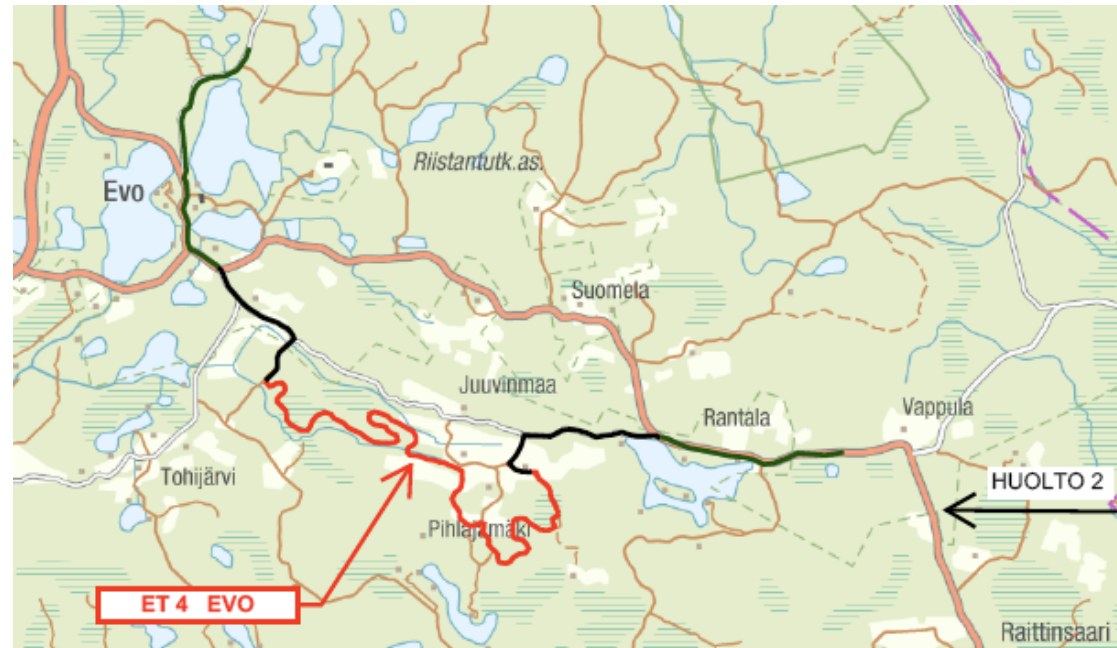 Riistantutk.as.
Evo
Suomela
Juuvinmaa
Rantala
Vappula
Tohijärvi
HUOLTO 2
Pihlajamäki
ET 4 EVO
Raittinsaari